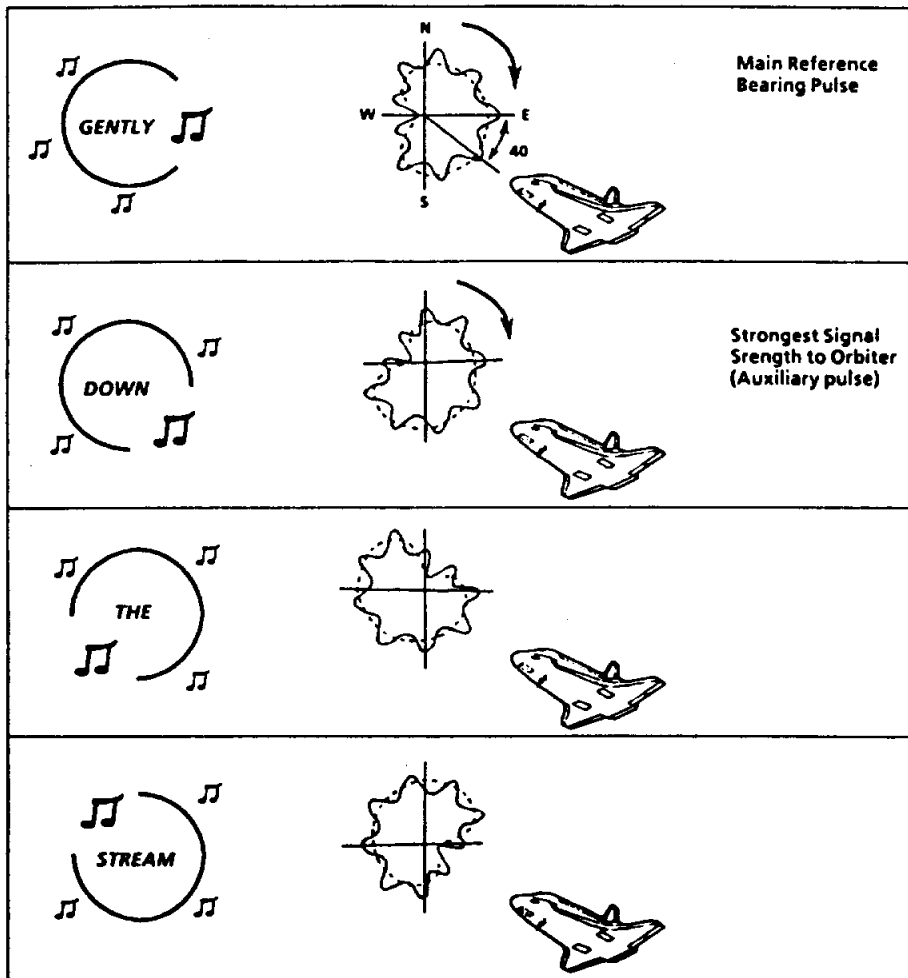 N
Main Reference
Bearing Pulse
GENTLY
W
E
40
S
Strongest Signal
Srength to Orbiter
(Auxiliary pulse)
DOWN
THE
STREAM